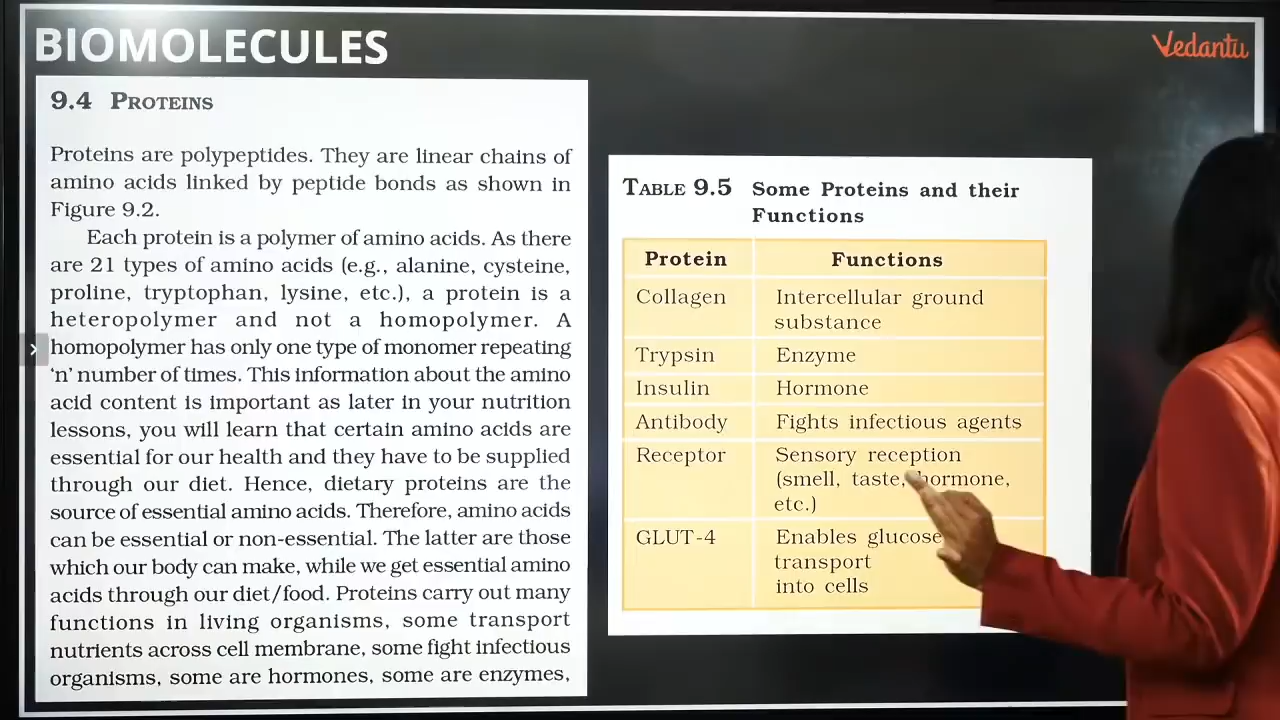 BIOMOLECULES
Vedantu
9.4 PROTEINS
Proteins are polypeptides. They are linear chains of
amino acids linked by peptide bonds as shown in
Figure 9.2.
Each protein is a polymer of amino acids. As there
are 21 types of amino acids (e.g., alanine, cysteine,
proline, tryptophan, lysine, etc.), a protein is a
heteropolymer and not a homopolymer. A
homopolymer has only one type of monomer repeating
‘n’ number of times. This information about the amino
acid content is important as later in your nutrition
lessons, you will learn that certain amino acids are
essential for our health and they have to be supplied
through our diet. Hence, dietary proteins are the
source of essential amino acids. Therefore, amino acids
can be essential or non-essential. The latter are those
which our body can make, while we get essential amino
acids through our diet/food. Proteins carry out many
functions in living organisms, some transport
nutrients across cell membrane, some fight infectious
organisms, some are hormones, some are enzymes,
TABLE 9.5 Some Proteins and their
Functions
Protein Functions
Collagen Intercellular ground
substance
Trypsin Enzyme
Insulin Hormone
Antibody Fights infectious agents
Receptor Sensory reception
(smell, taste, hormone,
etc.)
GLUT-4 Enables glucose
transport
into cells